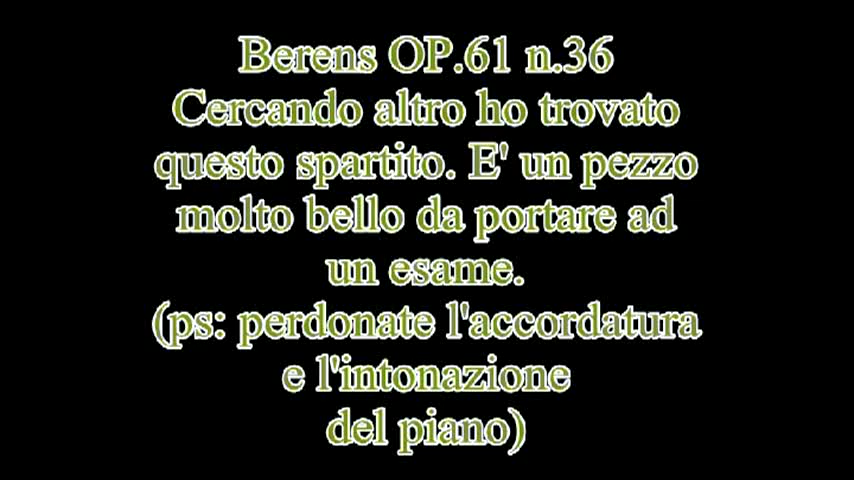 Berens OP.61 n.36
Cercando altro ho trovato
questo spartito. E' un pezzo
molto bello da portare ad
un esame.
(ps: perdonate l'accordatura
e l'intonazione
del piano)